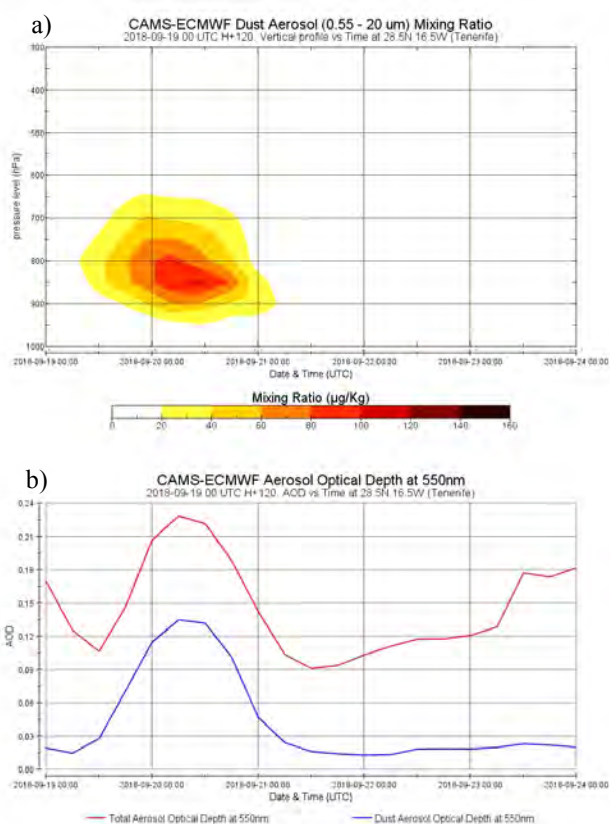 a)
CAMS-ECMWF Dust Aerosol (0.55 - 20 um) Mixing Ratio
2018-09-19 00 UTC H+120. Vertical profile vs Time at 28.5N 16.5W (Tenerife)
pressure level (hPa)
300
400
500
600
700
800
900
1000
2018-09-19 00:00 2018-09-20 00:00 2018-09-21 00:00 2018-09-22 00:00 2018-09-23 00:00 2018-09-24 00:00
Date & Time (UTC)
Mixing Ratio (µg/Kg)
0 20 40 60 80 100 120 140 160
b)
CAMS-ECMWF Aerosol Optical Depth at 550nm
2018-09-19 00 UTC H+120. AOD vs Time at 28.5N 16.5W (Tenerife)
AOD
0.24
0.21
0.18
0.15
0.12
0.09
0.06
0.03
0.00
2018-09-19 00:00 2018-09-20 00:00 2018-09-21 00:00 2018-09-22 00:00 2018-09-23 00:00 2018-09-24 00:00
Date & Time (UTC)
Total Aerosol Optical Depth at 550nm Dust Aerosol Optical Depth at 550nm